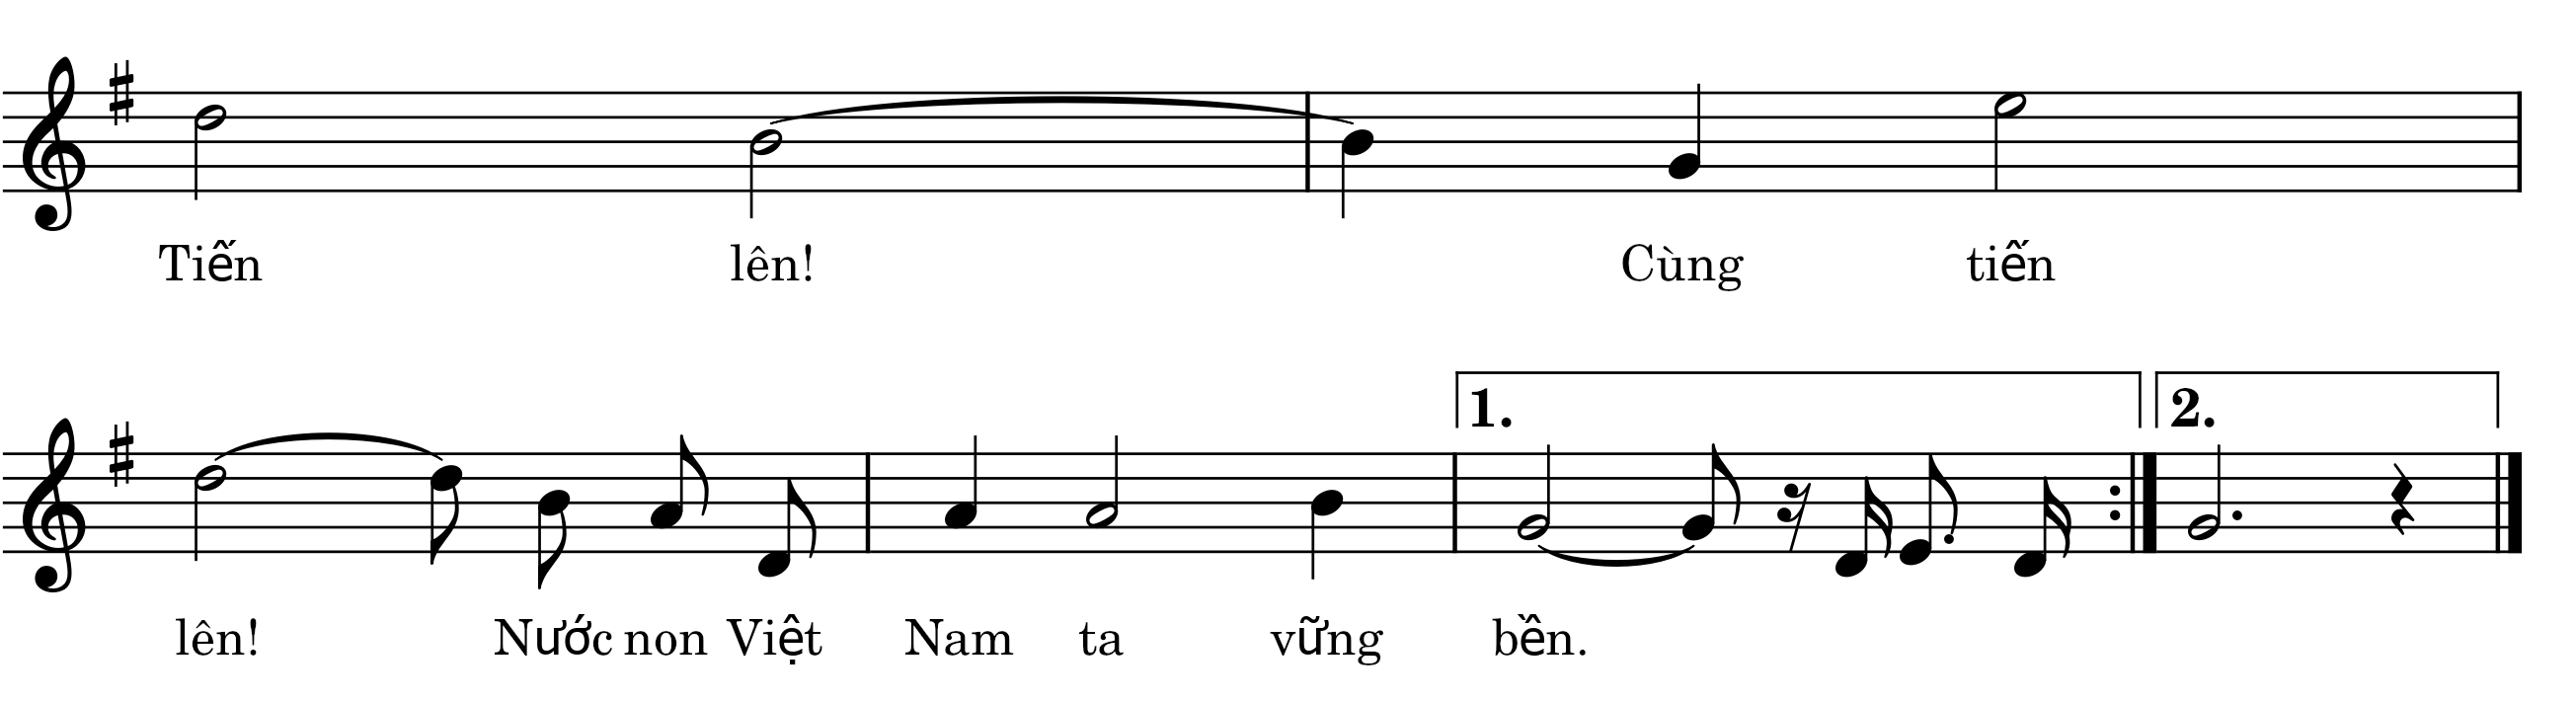 Tiến lên! Cùng tiến
1. 2.
lên! Nước non Việt Nam ta vững bền.